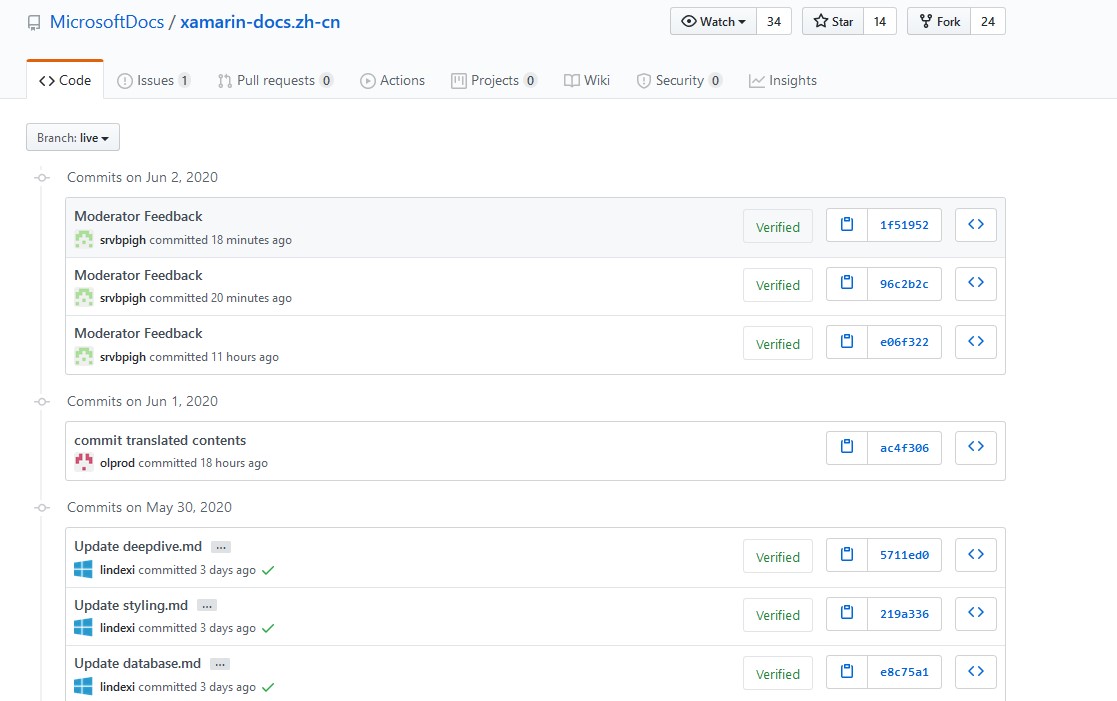 MicrosoftDocs / xamarin-docs.zh-cn
Watch 34 Star 14 Fork 24
Code Issues 1 Pull requests 0 Actions Projects 0 Wiki Security 0 Insights
Branch: live
Commits on Jun 2, 2020
Moderator Feedback
srvbpigh committed 18 minutes ago
Verified 1f51952
Moderator Feedback
srvbpigh committed 20 minutes ago
Verified 96c2b2c
Moderator Feedback
srvbpigh committed 11 hours ago
Verified e06f322
Commits on Jun 1, 2020
commit translated contents
olprod committed 18 hours ago
ac4f306
Commits on May 30, 2020
Update deepdive.md ...
lindexi committed 3 days ago
Verified 5711ed0
Update styling.md ...
lindexi committed 3 days ago
Verified 219a336
Update database.md ...
lindexi committed 3 days ago
Verified e8c75a1